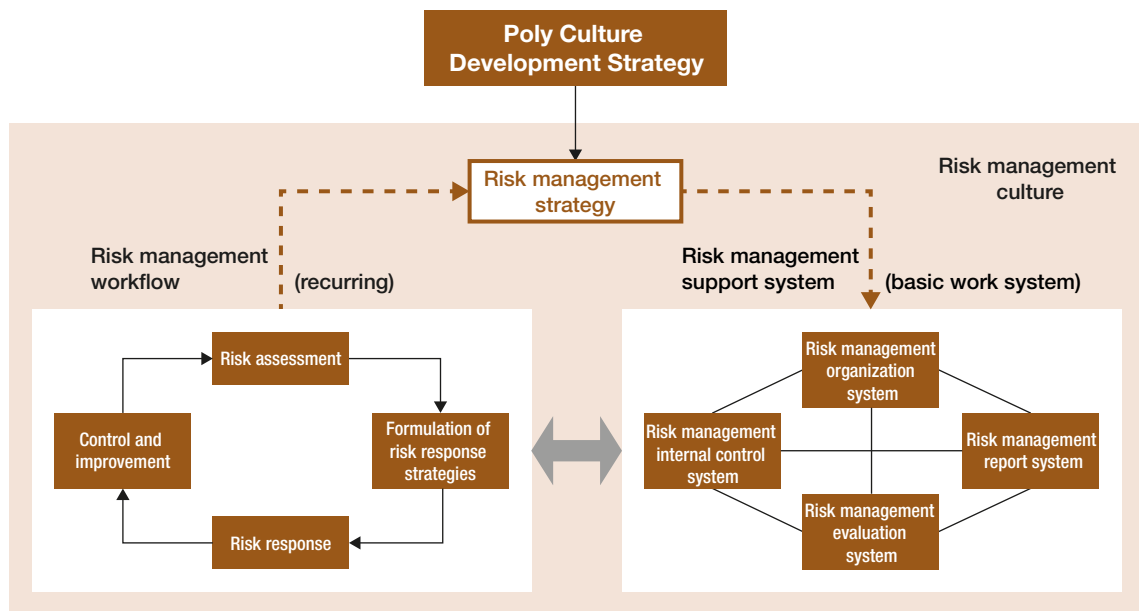 Poly Culture
Development Strategy
Risk management
strategy
Risk management
culture
Risk management
workflow
(recurring)
Risk management
support system
(basic work system)
Risk assessment
Formulation of
risk response
strategies
Risk response
Control and
improvement
Risk management
organization
system
Risk management
internal control
system
Risk management
report system
Risk management
evaluation
system